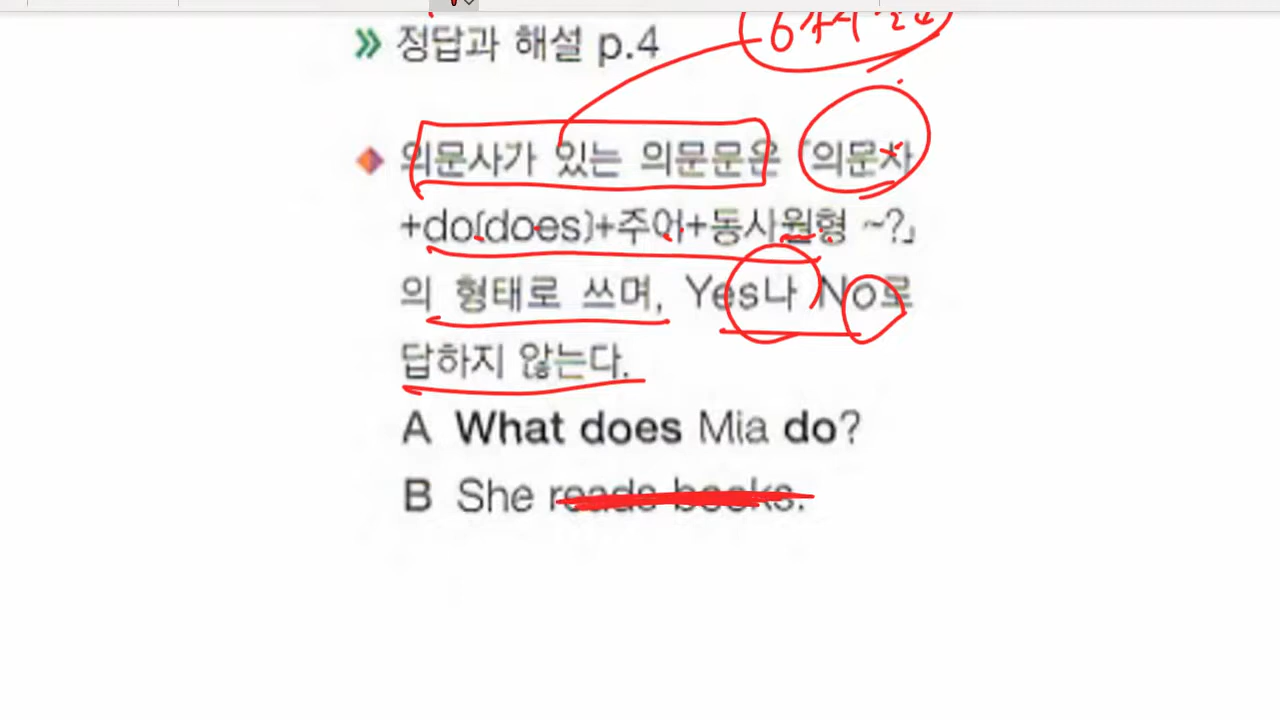 정답과 해설 p.4
의문사가 있는 의문문은 「의문사
+do(does)+주어+동사원형 ~?」
의 형태로 쓰며, Yes나 No로
답하지 않는다.
A What does Mia do?
B She reads books.